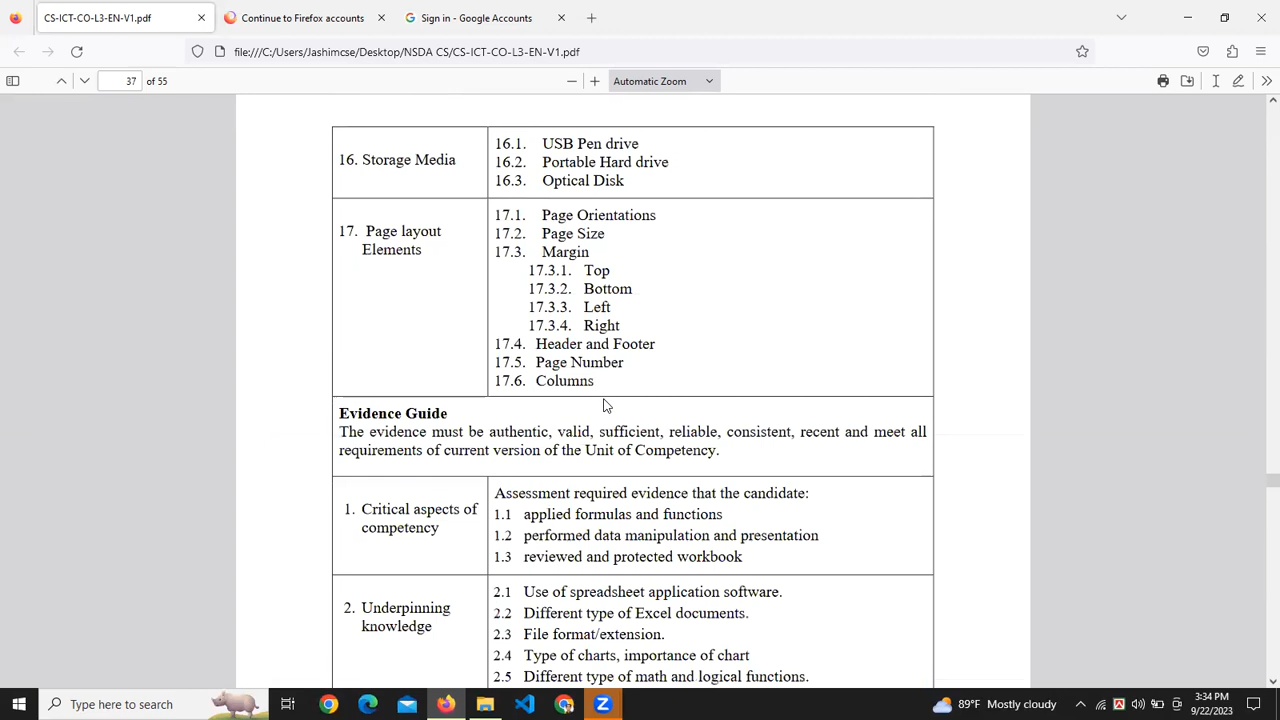 CS-ICT-CO-L3-EN-V1.pdf
Continue to Firefox accounts
Sign in - Google Accounts
file:///C:/Users/Jashimcse/Desktop/NSDA CS/CS-ICT-CO-L3-EN-V1.pdf
37 of 55
Automatic Zoom
16. Storage Media
16.1. USB Pen drive
16.2. Portable Hard drive
16.3. Optical Disk
17. Page layout
Elements
17.1. Page Orientations
17.2. Page Size
17.3. Margin
17.3.1. Top
17.3.2. Bottom
17.3.3. Left
17.3.4. Right
17.4. Header and Footer
17.5. Page Number
17.6. Columns
Evidence Guide
The evidence must be authentic, valid, sufficient, reliable, consistent, recent and meet all
requirements of current version of the Unit of Competency.
1. Critical aspects of
competency
Assessment required evidence that the candidate:
1.1 applied formulas and functions
1.2 performed data manipulation and presentation
1.3 reviewed and protected workbook
2. Underpinning
knowledge
2.1 Use of spreadsheet application software.
2.2 Different type of Excel documents.
2.3 File format/extension.
2.4 Type of charts, importance of chart
2.5 Different type of math and logical functions.
Type here to search
89°F Mostly cloudy
3:34 PM
9/22/2023